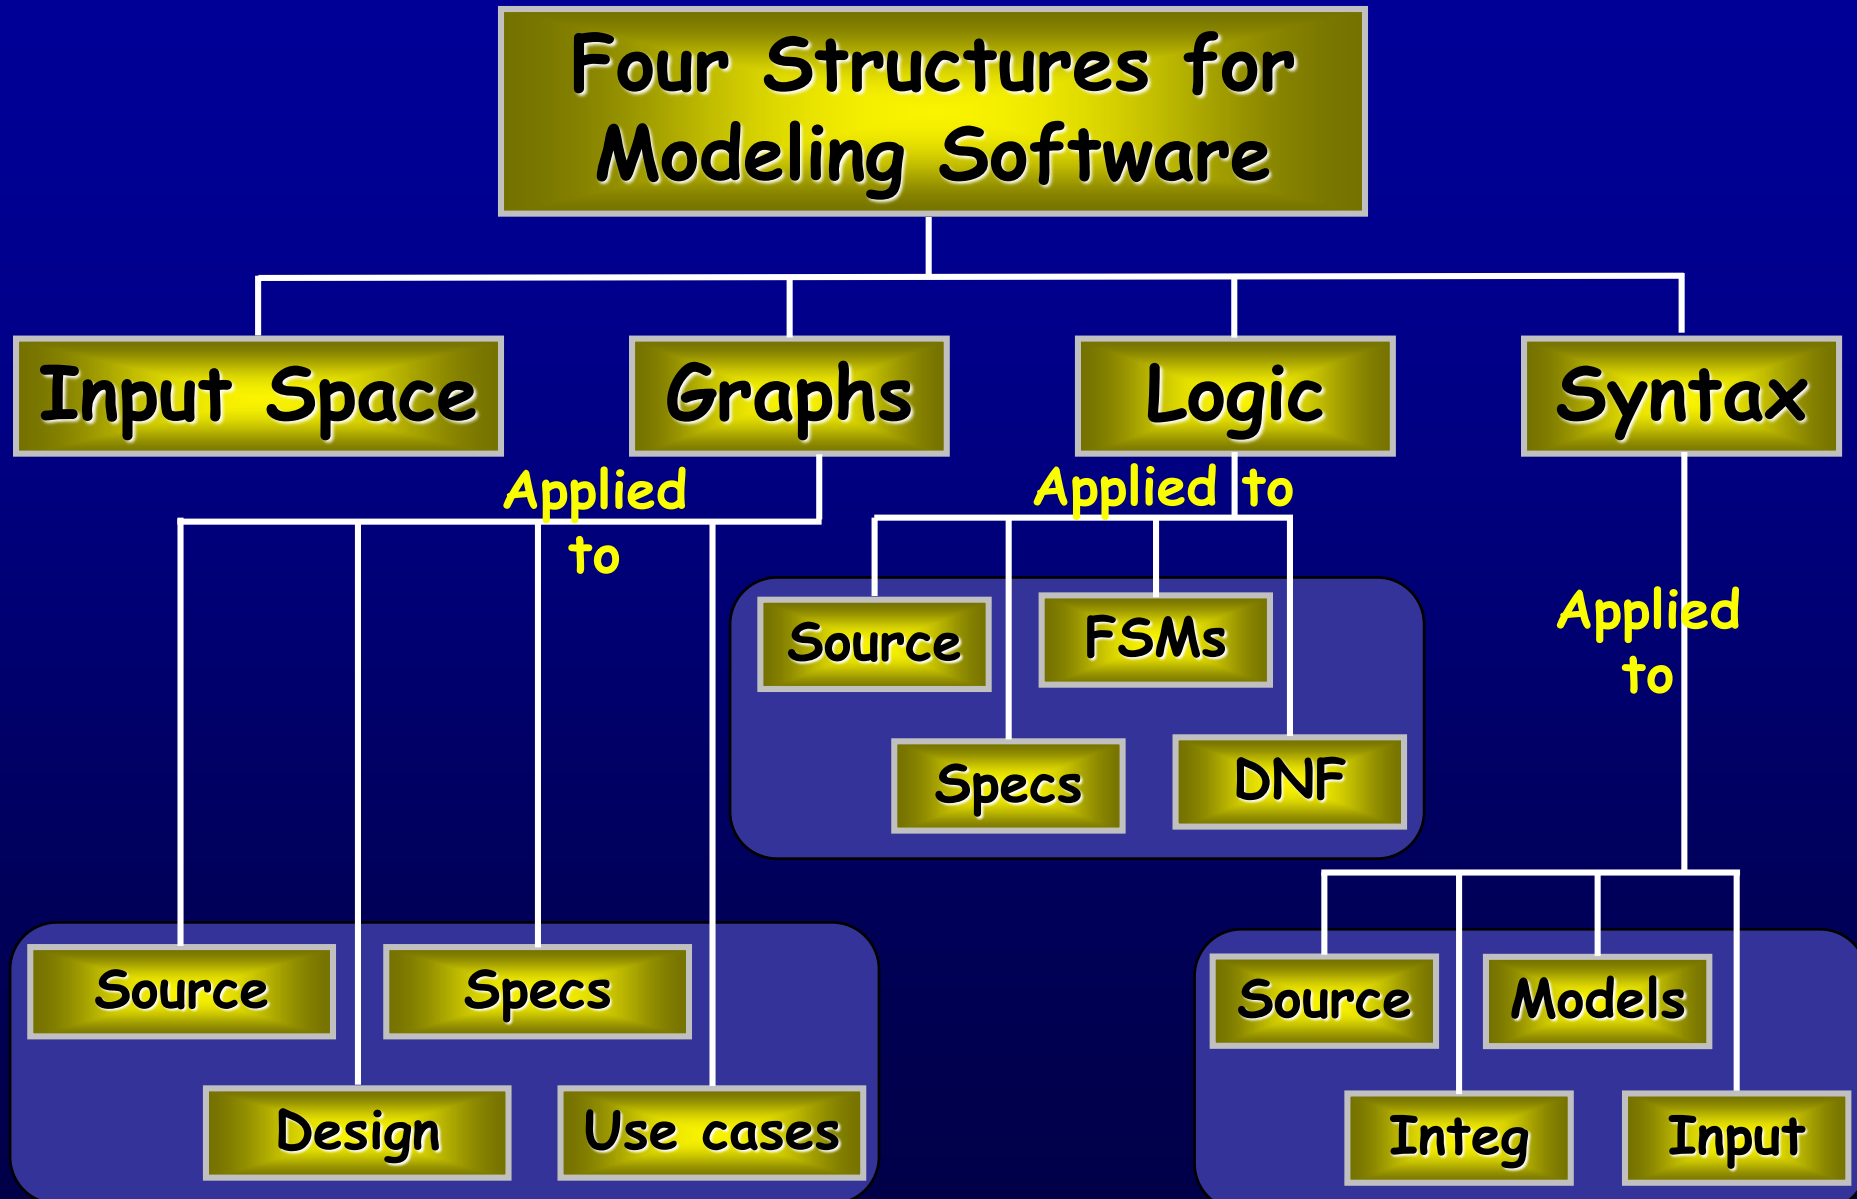 Four Structures for
Modeling Software
Input Space
Graphs
Logic
Syntax
Applied
to
Applied to
Applied
to
Source
FSMs
Specs
DNF
Source
Specs
Design
Use cases
Source
Models
Integ
Input